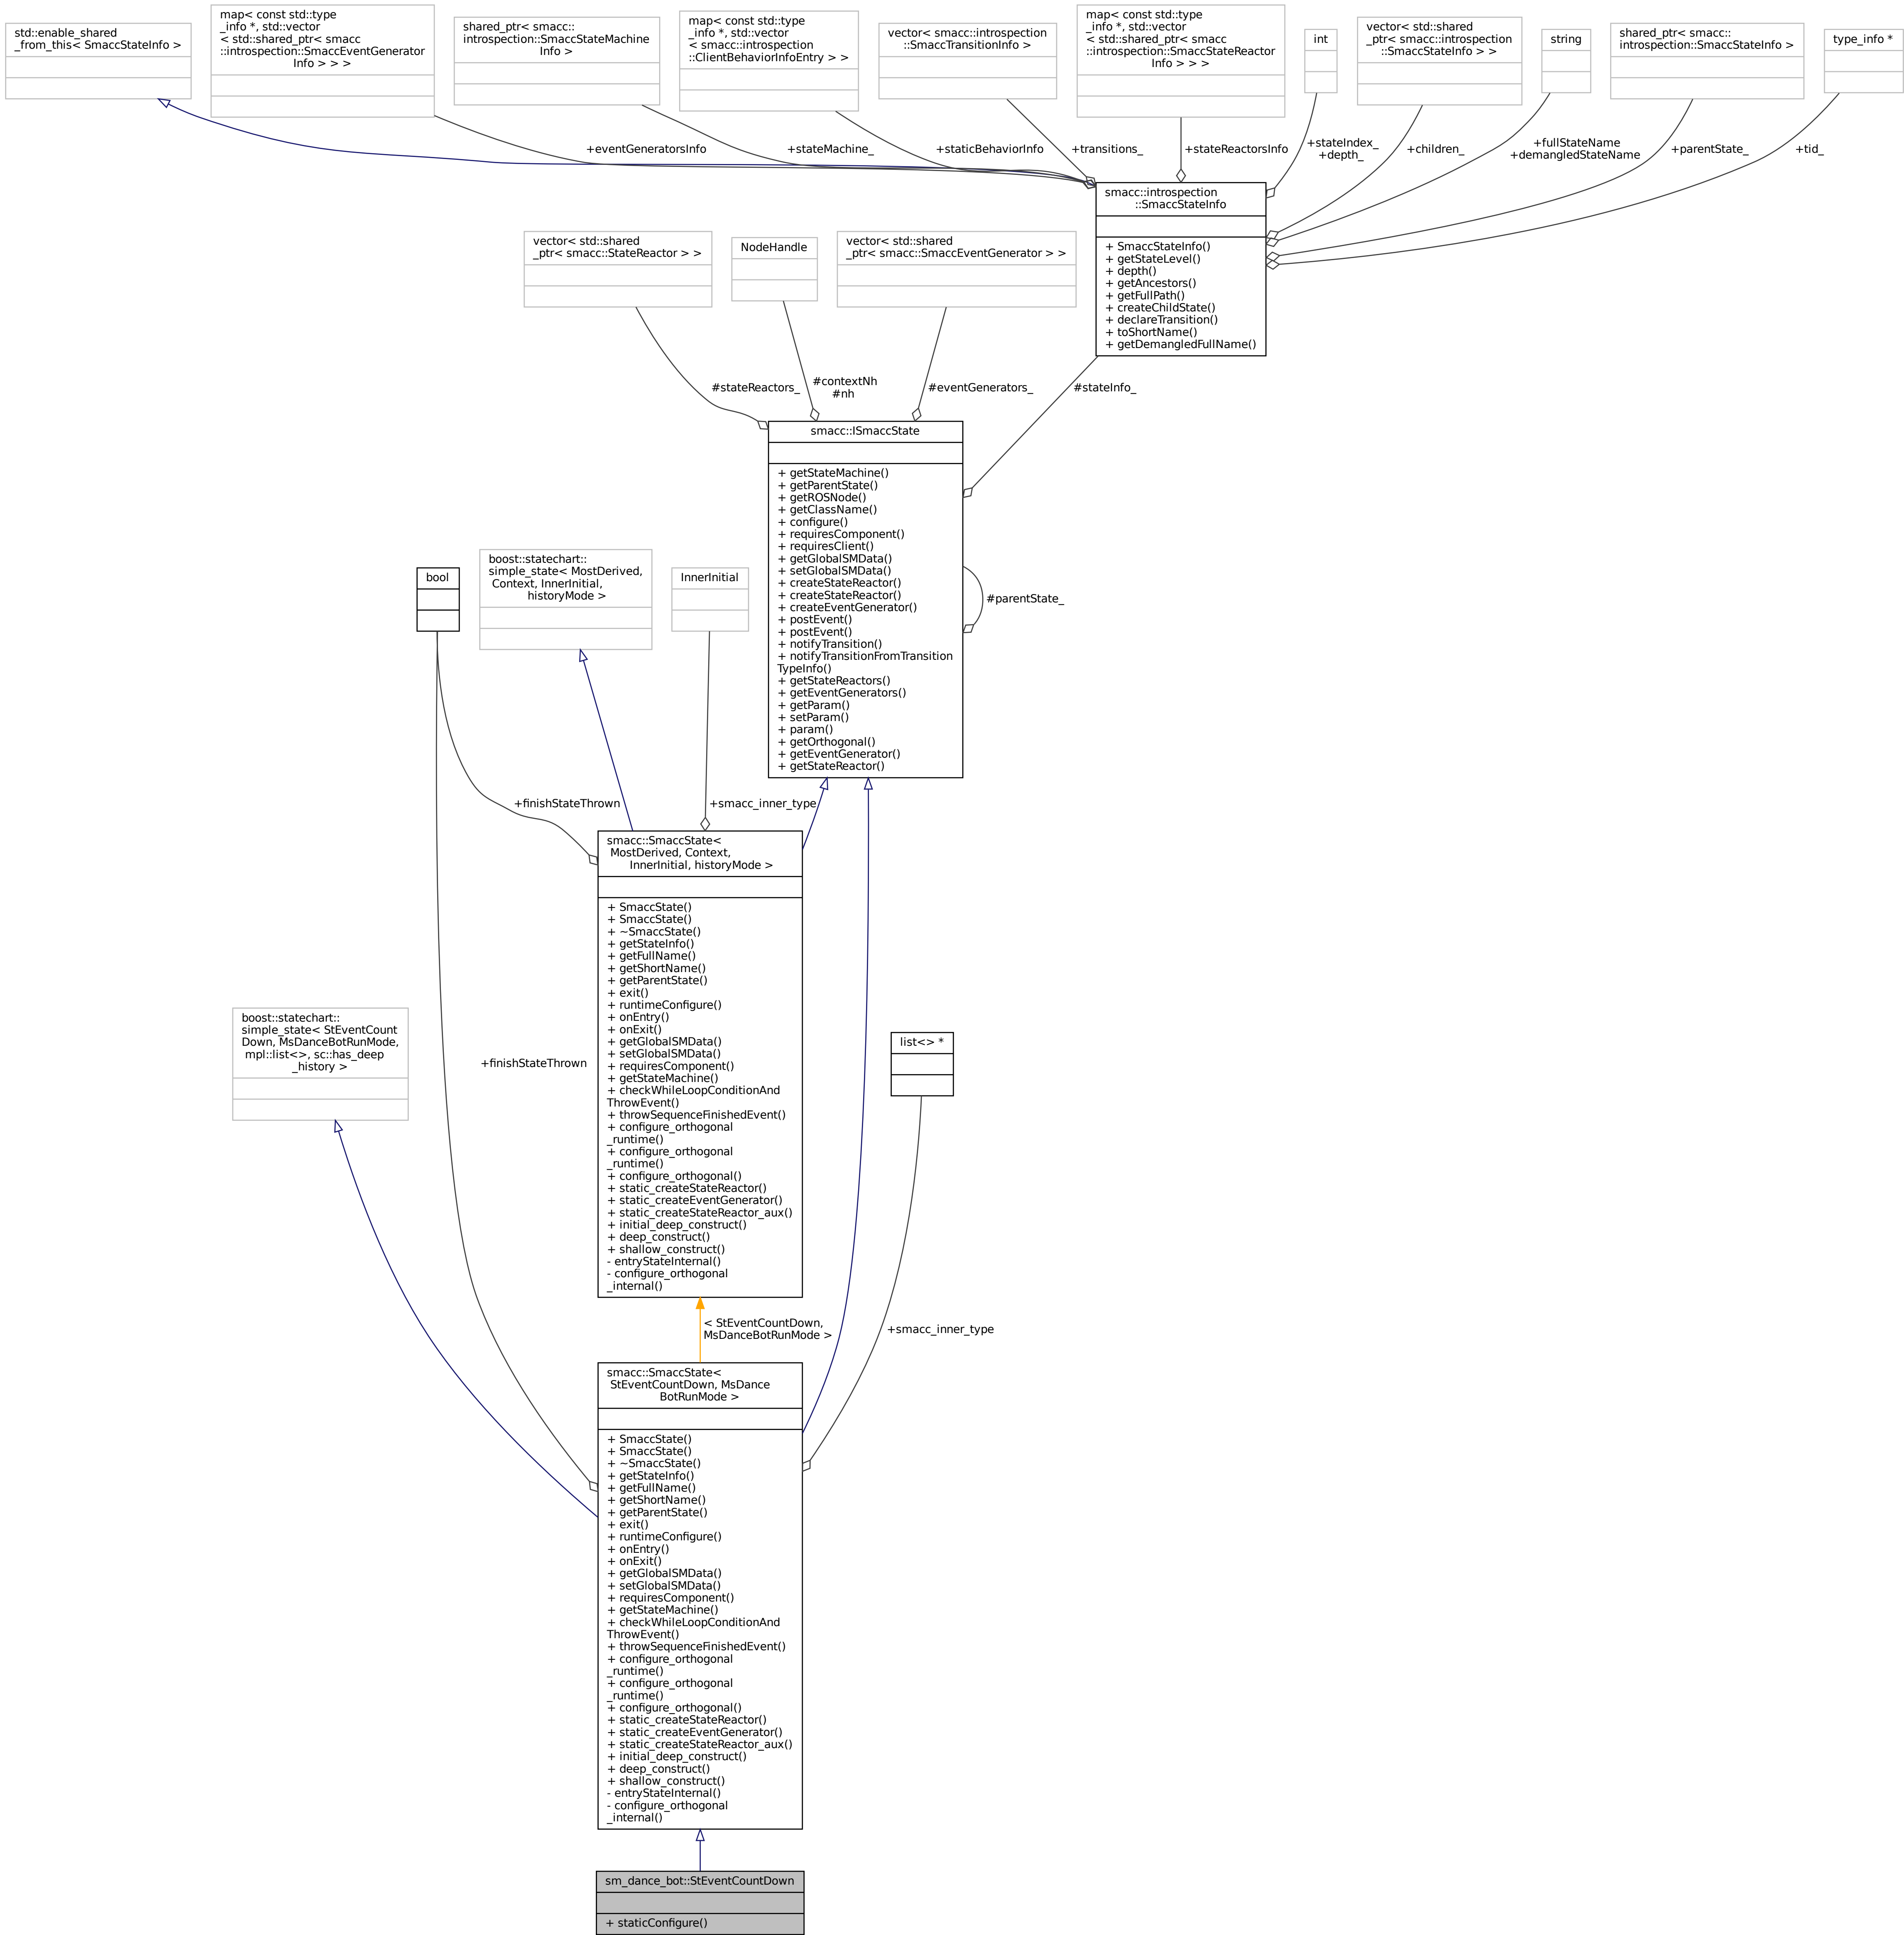 std::enable_shared
_from_this< SmaccStateInfo >
map< const std::type
_info *, std::vector
< std::shared_ptr< smacc
::introspection::SmaccEventGenerator
Info > > >
shared_ptr< smacc::
introspection::SmaccStateMachine
Info >
map< const std::type
_info *, std::vector
< smacc::introspection
::ClientBehaviorInfoEntry > >
vector< smacc::introspection
::SmaccTransitionInfo >
map< const std::type
_info *, std::vector
< std::shared_ptr< smacc
::introspection::SmaccStateReactor
Info > > >
int
vector< std::shared
_ptr< smacc::introspection
::SmaccStateInfo > >
string
shared_ptr< smacc::
introspection::SmaccStateInfo >
type_info *
+eventGeneratorsInfo
+stateMachine_
+staticBehaviorInfo
+transitions_
+stateReactorsInfo
+stateIndex_
+depth_
+children_
+fullStateName
+demangledStateName
+parentState_
+tid_
smacc::introspection
::SmaccStateInfo
+ SmaccStateInfo()
+ getStateLevel()
+ depth()
+ getAncestors()
+ getFullPath()
+ createChildState()
+ declareTransition()
+ toShortName()
+ getDemangledFullName()
vector< std::shared
_ptr< smacc::StateReactor > >
NodeHandle
vector< std::shared
_ptr< smacc::SmaccEventGenerator > >
#stateReactors_
#contextNh
#nh
#eventGenerators_
#stateInfo_
smacc::ISmaccState
+ getStateMachine()
+ getParentState()
+ getROSNode()
+ getClassName()
+ configure()
+ requiresComponent()
+ requiresClient()
+ getGlobalSMData()
+ setGlobalSMData()
+ createStateReactor()
+ createStateReactor()
+ createEventGenerator()
+ postEvent()
+ postEvent()
+ notifyTransition()
+ notifyTransitionFromTransition
TypeInfo()
+ getStateReactors()
+ getEventGenerators()
+ getParam()
+ setParam()
+ param()
+ getOrthogonal()
+ getEventGenerator()
+ getStateReactor()
#parentState_
bool
boost::statechart::
simple_state< MostDerived,
Context, InnerInitial,
historyMode >
InnerInitial
+finishStateThrown
+smacc_inner_type
smacc::SmaccState<
MostDerived, Context,
InnerInitial, historyMode >
+ SmaccState()
+ SmaccState()
+ ~SmaccState()
+ getStateInfo()
+ getFullName()
+ getShortName()
+ getParentState()
+ exit()
+ runtimeConfigure()
+ onEntry()
+ onExit()
+ getGlobalSMData()
+ setGlobalSMData()
+ requiresComponent()
+ getStateMachine()
+ checkWhileLoopConditionAnd
ThrowEvent()
+ throwSequenceFinishedEvent()
+ configure_orthogonal
_runtime()
+ configure_orthogonal
_runtime()
+ configure_orthogonal()
+ static_createStateReactor()
+ static_createEventGenerator()
+ static_createStateReactor_aux()
+ initial_deep_construct()
+ deep_construct()
+ shallow_construct()
- entryStateInternal()
- configure_orthogonal
_internal()
boost::statechart::
simple_state< StEventCount
Down, MsDanceBotRunMode,
mpl::list<>, sc::has_deep
_history >
+finishStateThrown
list<> *
< StEventCountDown,
MsDanceBotRunMode >
+smacc_inner_type
smacc::SmaccState<
StEventCountDown, MsDance
BotRunMode >
+ SmaccState()
+ SmaccState()
+ ~SmaccState()
+ getStateInfo()
+ getFullName()
+ getShortName()
+ getParentState()
+ exit()
+ runtimeConfigure()
+ onEntry()
+ onExit()
+ getGlobalSMData()
+ setGlobalSMData()
+ requiresComponent()
+ getStateMachine()
+ checkWhileLoopConditionAnd
ThrowEvent()
+ throwSequenceFinishedEvent()
+ configure_orthogonal
_runtime()
+ configure_orthogonal
_runtime()
+ configure_orthogonal()
+ static_createStateReactor()
+ static_createEventGenerator()
+ static_createStateReactor_aux()
+ initial_deep_construct()
+ deep_construct()
+ shallow_construct()
- entryStateInternal()
- configure_orthogonal
_internal()
sm_dance_bot::StEventCountDown
+ staticConfigure()